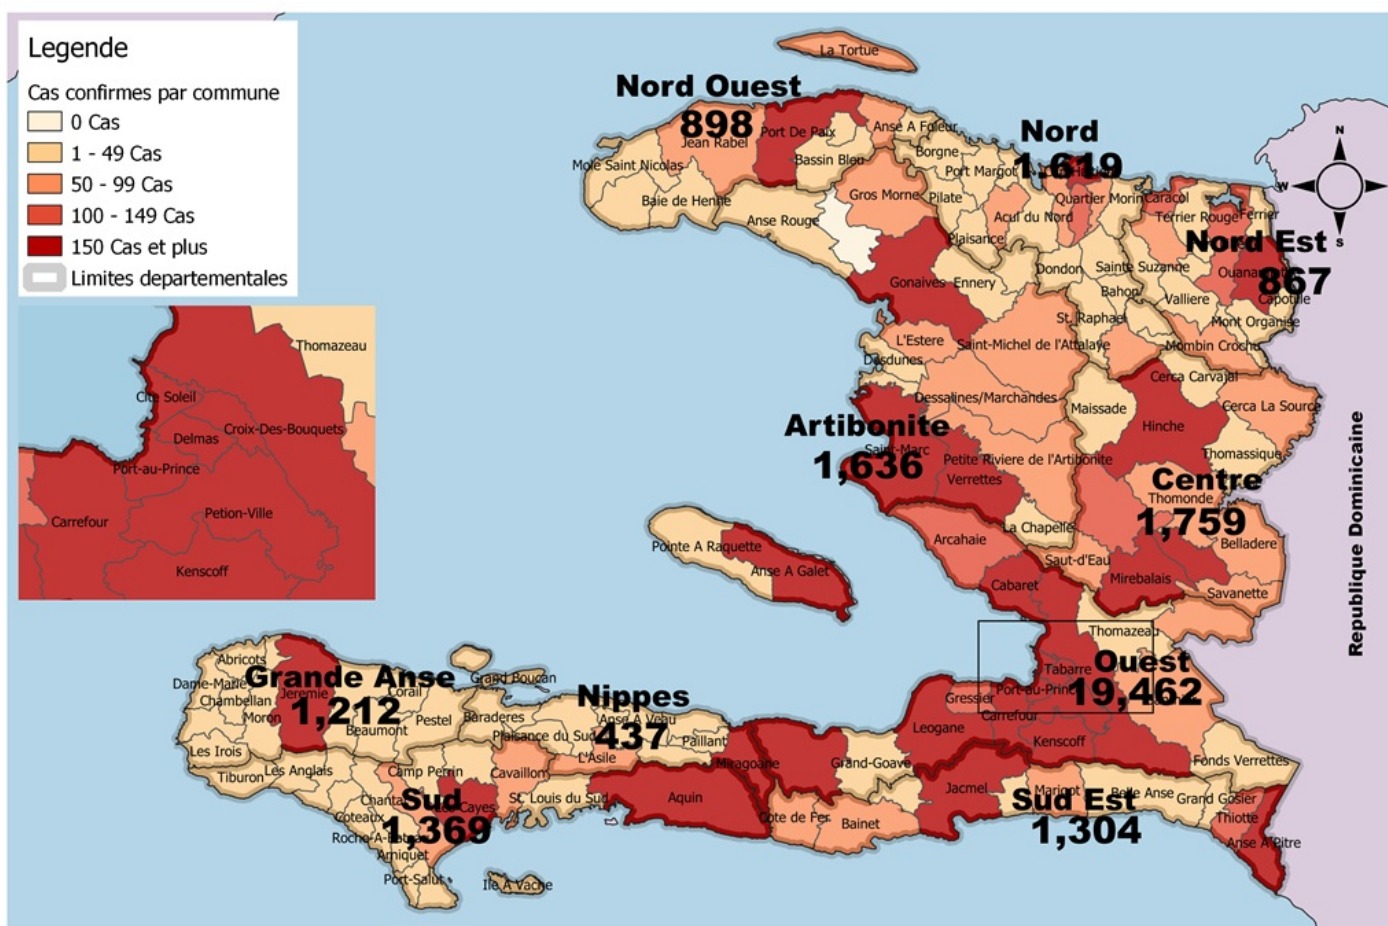 Legende
Cas confirmes par commune
0 Cas
1 - 49 Cas
50 - 99 Cas
100 - 149 Cas
150 Cas et plus
Limites departementales
Thomazeau
Cite Soleil
Delmas
Croix-Des-Bouquets
Port-au-Prince
Carrefour
Petion-Ville
Kenscoff
La Tortue
Nord Ouest
898
Port De Paix
Jean Rabel
Anse A Foleur
Mole Saint Nicolas
Bassin Bleu
Baie de Henne
Anse Rouge
Nord
1.619
Borgne
Port Margot
Gros Morne
Pilate
Quartier Morin
Caracol
Acul du Nord
Terrier Rouge
Ferrier
Plaisance
Nord Est
867
Gonaives
Ennery
Dondon
Sainte Suzanne
Bahon
Valliere
Capotille
St. Raphael
Mont Organise
L'Estere
Saint-Michel de l'Attalaye
Mombin Crochu
Desdunes
Cerca Carvajal
Dessalines/Marchandes
Maissade
Cerca La Source
Artibonite
1,636
Hinche
Saint-Marc
Petite Riviere de l'Artibonite
Verrettes
Thomassique
Centre
1,759
Thomonde
La Chapelle
Pointe A Raquette
Anse A Galet
Arcahaie
Belladere
Saut-d'Eau
Cabaret
Mirebalais
Savanette
Thomazeau
Ouest
19,462
Tabarre
Port-au-Prince
Gressier
Carrefour
Leogane
Kenscoff
Fonds Verrettes
Abricots
Dame-Marie
Chambellan
Grande Anse
1,212
Jeremie
Corail
Moron
Pestel
Beaumont
Les Irois
Grand Boucan
Baraderes
Nippes
437
Anse A Veau
Plaisance du Sud
Paillant
L'Asile
Miragoane
Grand-Goave
Tiburon
Les Anglais
Camp Perrin
Cavaillom
Sud
1,369
Cayes
St. Louis du Sud
Aquin
Coteaux
Arniquet
Port-Salut
Ile A Vache
Jacmel
Sud Est
1,304
Marigot
Belle Anse
Grand Gosier
Cote de Fer
Bainet
Thiotte
Anse A Pitre
Republique Dominicaine
N
W
E
S